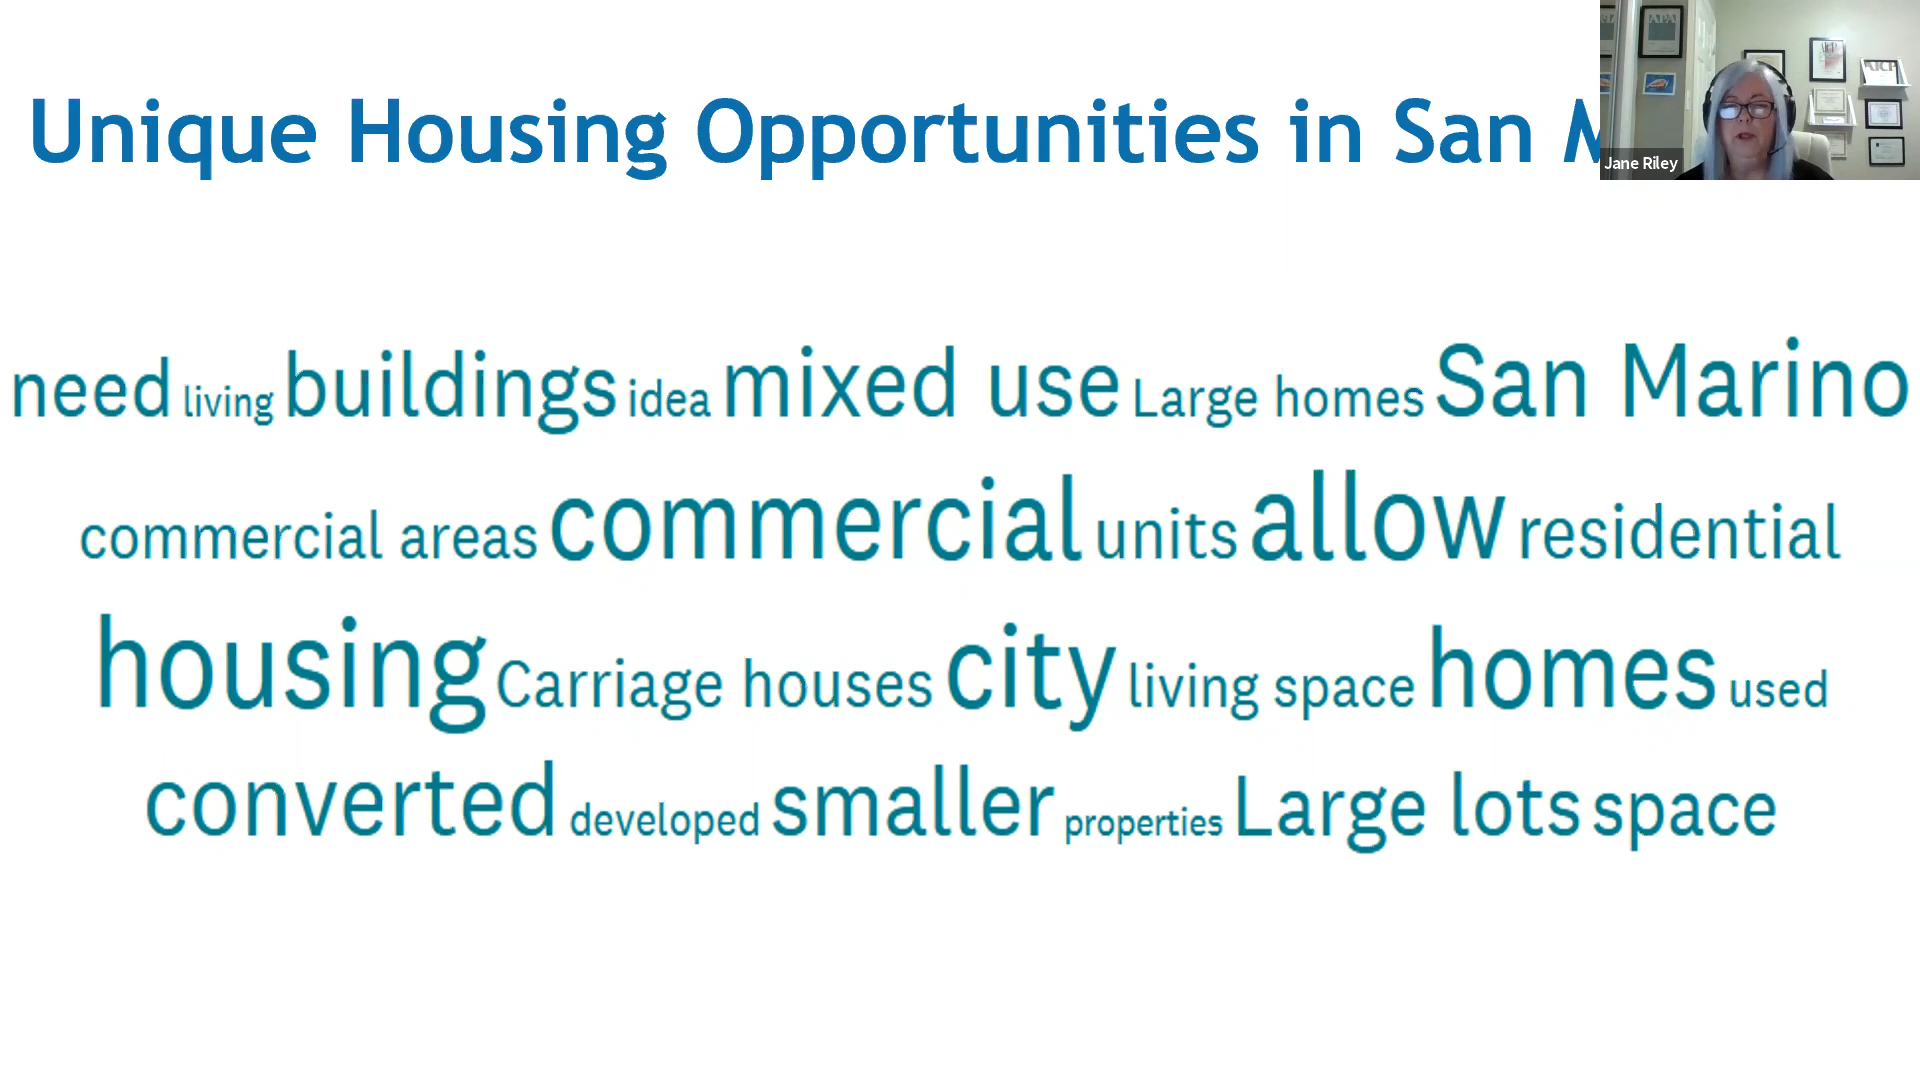 Unique Housing Opportunities in San M
Jane Riley
APA
AICP
need living buildings idea mixed use Large homes San Marino
commercial areas commercial units allow residential
housing Carriage houses city living space homes used
converted developed smaller properties Large lots space